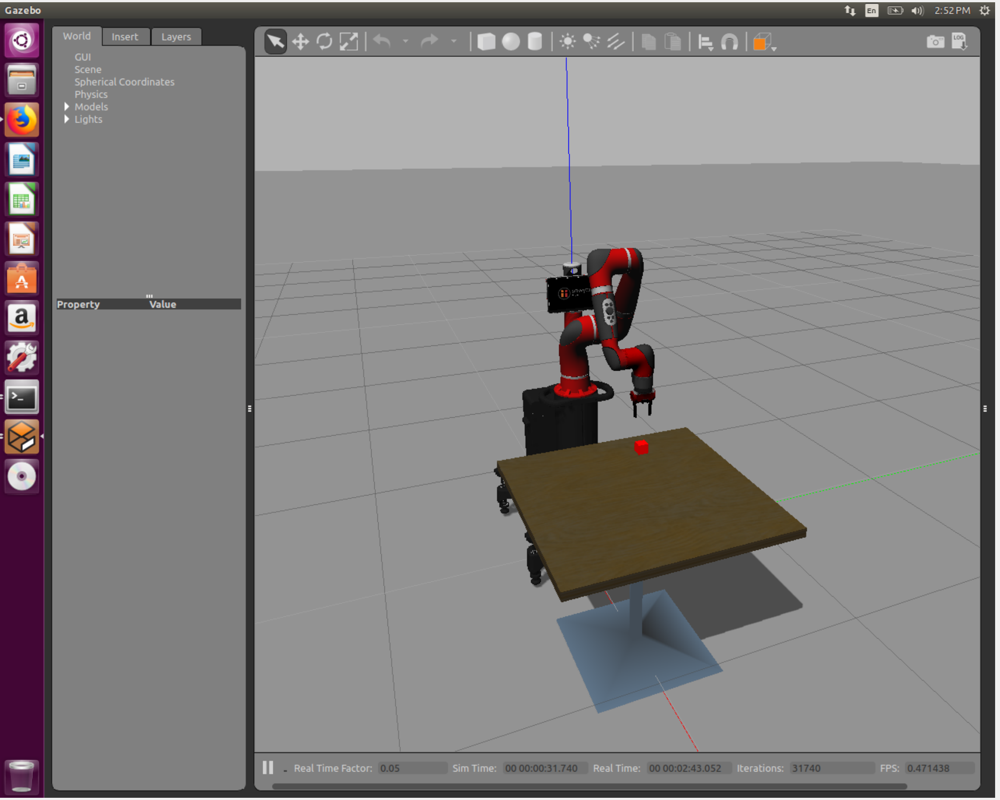 Gazebo
En
2:52 PM
World Insert Layers
LOG
GUI
Scene
Spherical Coordinates
Physics
Models
Lights
Property Value
a
>_
Real Time Factor: 0.05 Sim Time: 00 00:00:31.740 Real Time: 00 00:02:43.052 Iterations: 31740 FPS: 0.471438